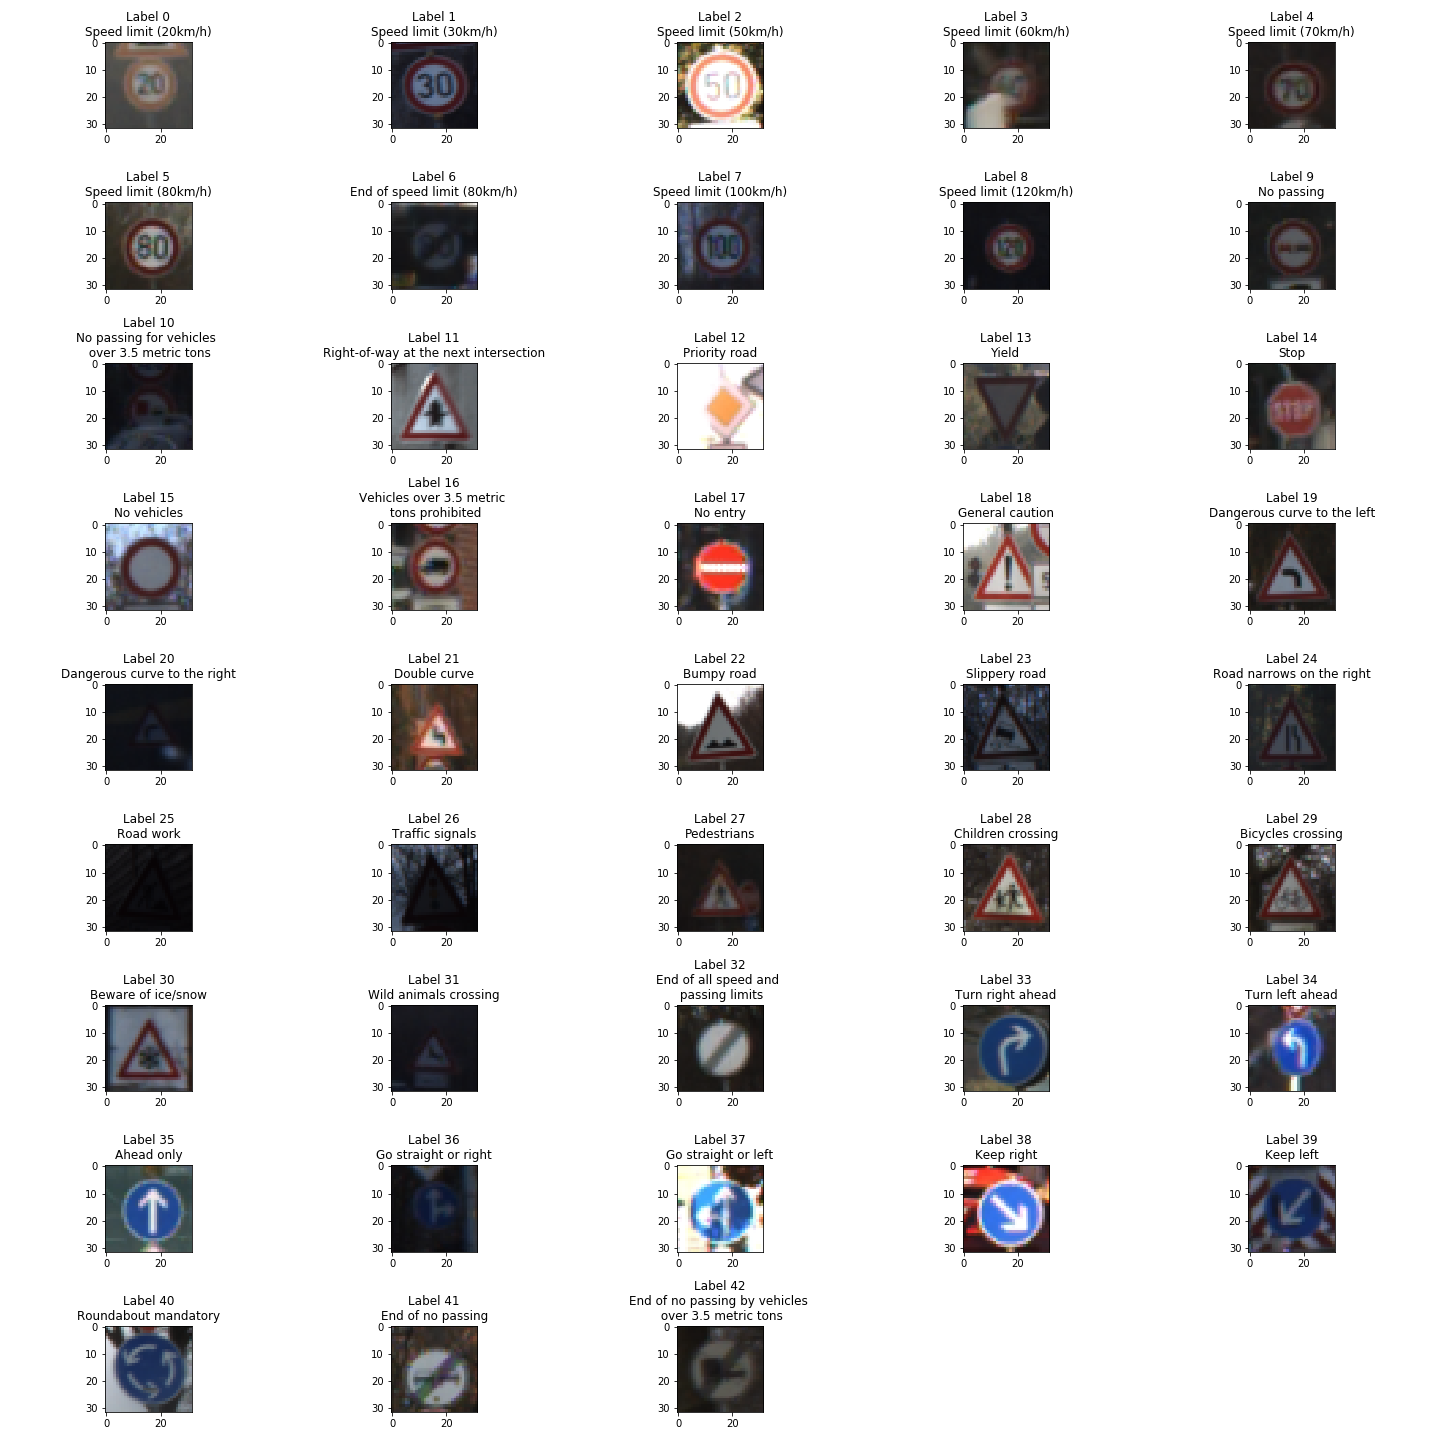 Label 0
Speed limit (20km/h)
Label 1
Speed limit (30km/h)
Label 2
Speed limit (50km/h)
Label 3
Speed limit (60km/h)
Label 4
Speed limit (70km/h)
0 0 0 0 0
10 20 10 30 10 50 10 10 70
20 20 20 20 20
30 30 30 30 30
0 20 0 20 0 20 0 20 0 20
Label 5
Speed limit (80km/h)
Label 6
End of speed limit (80km/h)
Label 7
Speed limit (100km/h)
Label 8
Speed limit (120km/h)
Label 9
No passing
0 0 0 0 0
10 80 10 10 100 10 120 10
20 20 20 20 20
30 30 30 30 30
0 20 0 20 0 20 0 20 0 20
Label 10
No passing for vehicles
over 3.5 metric tons
Label 11
Right-of-way at the next intersection
Label 12
Priority road
Label 13
Yield
Label 14
Stop
0 0 0 0 0
10 10 10 10 10 STOP
20 20 20 20 20
30 30 30 30 30
0 20 0 20 0 20 0 20 0 20
Label 15
No vehicles
Label 16
Vehicles over 3.5 metric
tons prohibited
Label 17
No entry
Label 18
General caution
Label 19
Dangerous curve to the left
0 0 0 0 0
10 10 10 10 10
20 20 20 20 20
30 30 30 30 30
0 20 0 20 0 20 0 20 0 20
Label 20
Dangerous curve to the right
Label 21
Double curve
Label 22
Bumpy road
Label 23
Slippery road
Label 24
Road narrows on the right
0 0 0 0 0
10 10 10 10 10
20 20 20 20 20
30 30 30 30 30
0 20 0 20 0 20 0 20 0 20
Label 25
Road work
Label 26
Traffic signals
Label 27
Pedestrians
Label 28
Children crossing
Label 29
Bicycles crossing
0 0 0 0 0
10 10 10 10 10
20 20 20 20 20
30 30 30 30 30
0 20 0 20 0 20 0 20 0 20
Label 30
Beware of ice/snow
Label 31
Wild animals crossing
Label 32
End of all speed and
passing limits
Label 33
Turn right ahead
Label 34
Turn left ahead
0 0 0 0 0
10 10 10 10 10
20 20 20 20 20
30 30 30 30 30
0 20 0 20 0 20 0 20 0 20
Label 35
Ahead only
Label 36
Go straight or right
Label 37
Go straight or left
Label 38
Keep right
Label 39
Keep left
0 0 0 0 0
10 10 10 10 10
20 20 20 20 20
30 30 30 30 30
0 20 0 20 0 20 0 20 0 20
Label 40
Roundabout mandatory
Label 41
End of no passing
Label 42
End of no passing by vehicles
over 3.5 metric tons
0 0 0
10 10 10
20 20 20
30 30 30
0 20 0 20 0 20